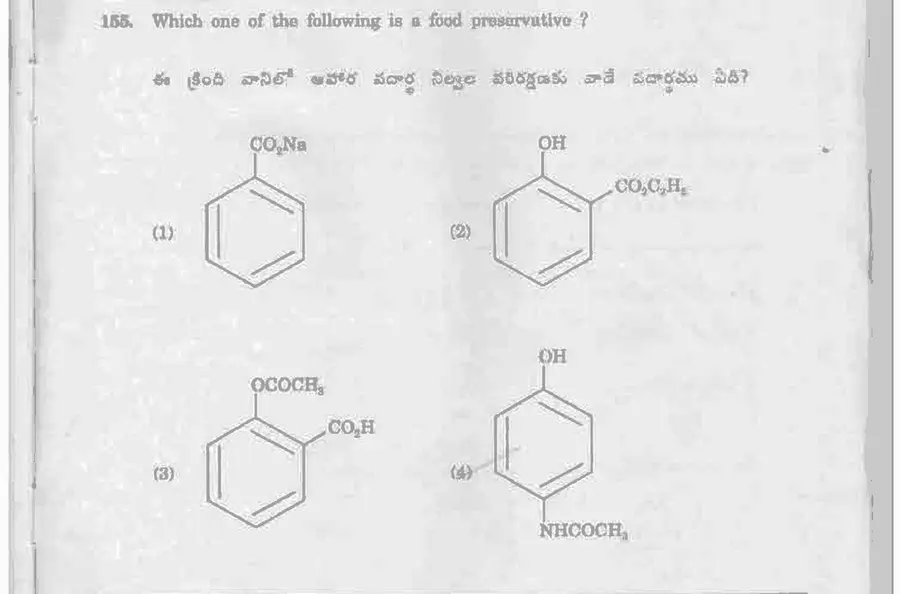 155. Which one of the following is a food preservative ?
ఈ క్రింది వానిలో ఆహార పదార్థ నిల్వల పరిరక్షణకు వాడే పదార్థము ఏది?
CO₂Na
(1)
OH
CO₂C₂H₅
(2)
OCOCH₃
CO₂H
(3)
OH
(4)
NHCOCH₃